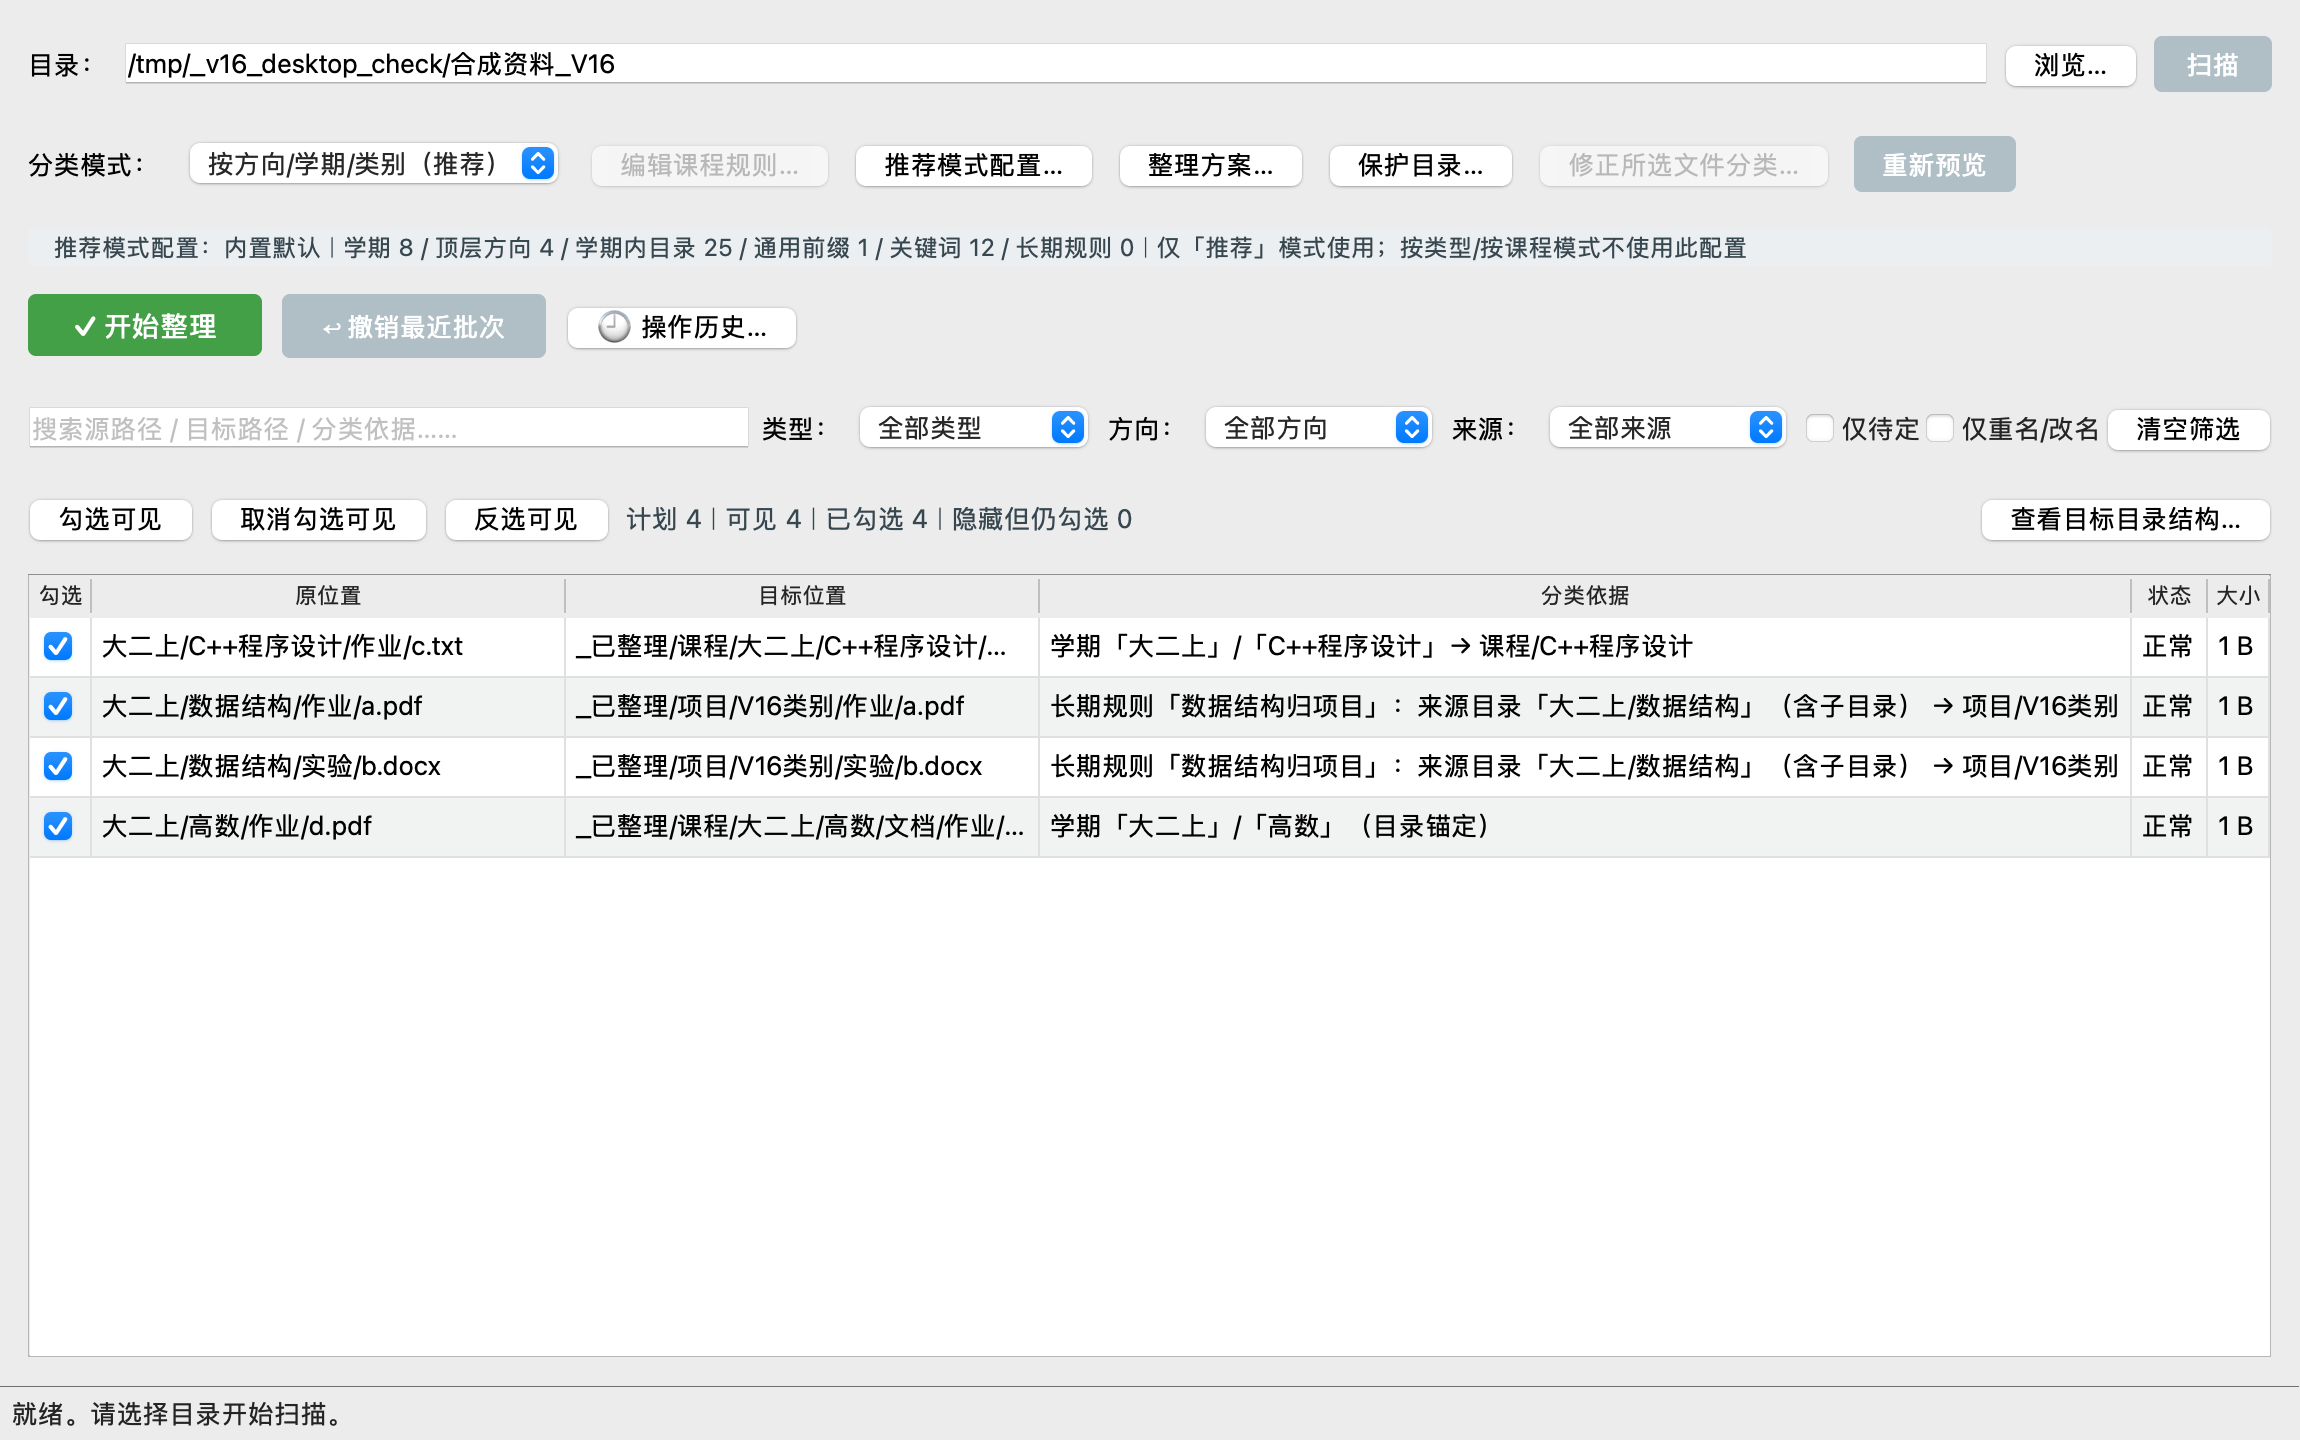 目录： /tmp/_v16_desktop_check/合成资料_V16 浏览... 扫描
分类模式： 按方向/学期/类别（推荐） 编辑课程规则... 推荐模式配置... 整理方案... 保护目录... 修正所选文件分类... 重新预览
推荐模式配置：内置默认 | 学期 8 / 顶层方向 4 / 学期内目录 25 / 通用前缀 1 / 关键词 12 / 长期规则 0 | 仅「推荐」模式使用；按类型/按课程模式不使用此配置
✓ 开始整理 ↩ 撤销最近批次 🕘 操作历史...
搜索源路径 / 目标路径 / 分类依据…… 类型： 全部类型 方向： 全部方向 来源： 全部来源 仅待定 仅重名/改名 清空筛选
勾选可见 取消勾选可见 反选可见 计划 4 | 可见 4 | 已勾选 4 | 隐藏但仍勾选 0 查看目标目录结构...
勾选 原位置 目标位置 分类依据 状态 大小
大二上/C++程序设计/作业/c.txt _已整理/课程/大二上/C++程序设计/... 学期「大二上」/「C++程序设计」→ 课程/C++程序设计 正常 1 B
大二上/数据结构/作业/a.pdf _已整理/项目/V16类别/作业/a.pdf 长期规则「数据结构归项目」：来源目录「大二上/数据结构」（含子目录） → 项目/V16类别 正常 1 B
大二上/数据结构/实验/b.docx _已整理/项目/V16类别/实验/b.docx 长期规则「数据结构归项目」：来源目录「大二上/数据结构」（含子目录） → 项目/V16类别 正常 1 B
大二上/高数/作业/d.pdf _已整理/课程/大二上/高数/文档/作业/... 学期「大二上」/「高数」（目录锚定） 正常 1 B
就绪。请选择目录开始扫描。